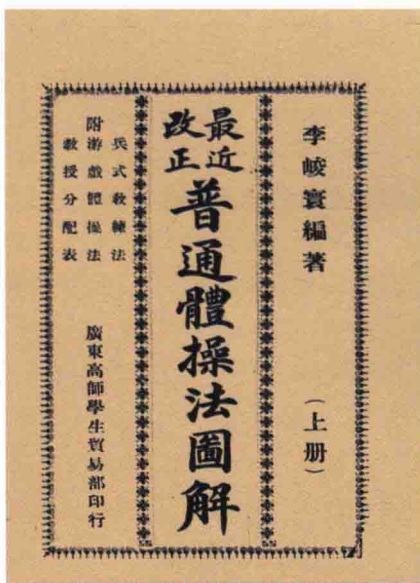 李峻寰編著
（上册）
最近
改正
普通體操法圖解
兵式教練法
附游戲體操法
教授分配表
廣東高師學生貿易部印行